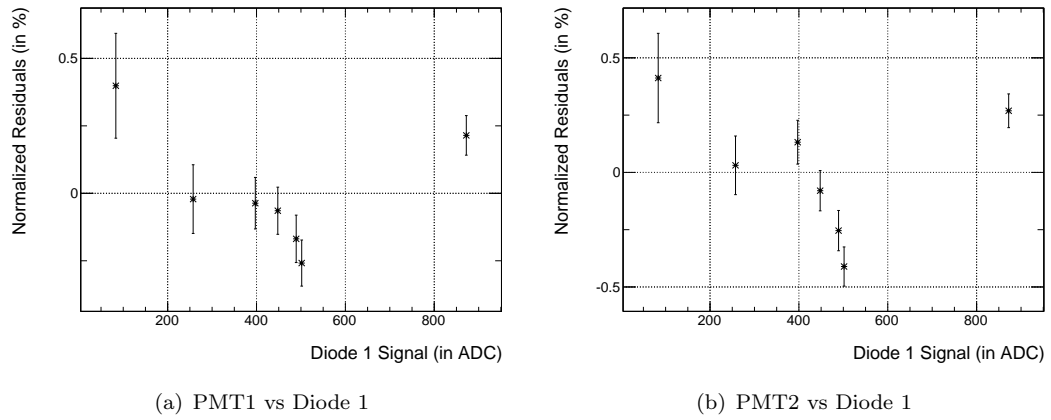 Normalized Residuals (in %)
0.5
0
200
400
600
800
Diode 1 Signal (in ADC)
(a) PMT1 vs Diode 1
Normalized Residuals (in %)
0.5
0
-0.5
200
400
600
800
Diode 1 Signal (in ADC)
(b) PMT2 vs Diode 1